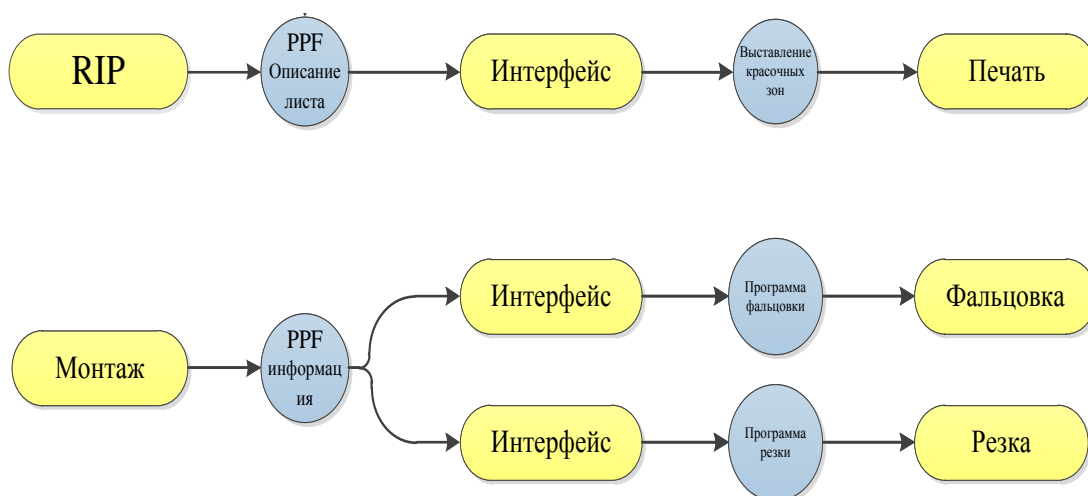 RIP
PPF
Описание
листа
Интерфейс
Выставление
красочных
зон
Печать
Монтаж
PPF
информац
ия
Интерфейс
Программа
фальцовки
Фальцовка
Интерфейс
Программа
резки
Резка